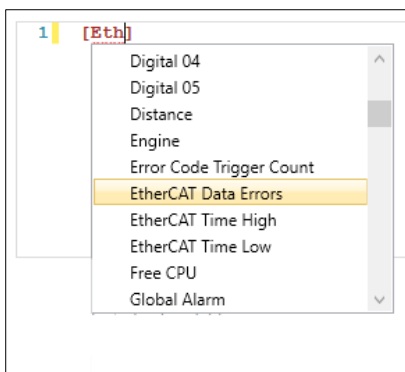 1 [Eth]
Digital 04
Digital 05
Distance
Engine
Error Code Trigger Count
EtherCAT Data Errors
EtherCAT Time High
EtherCAT Time Low
Free CPU
Global Alarm